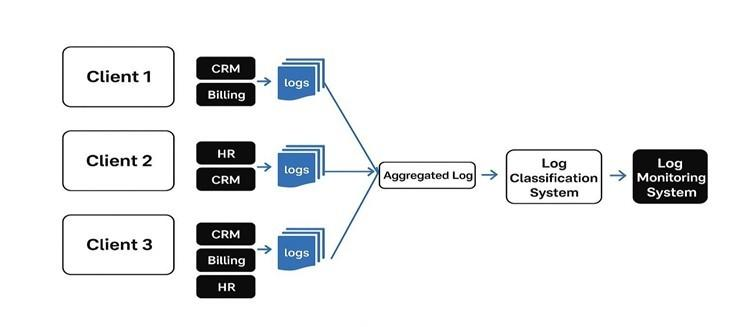 Client 1
CRM
Billing
logs
Client 2
HR
CRM
logs
Aggregated Log
Log
Classification
System
Log
Monitoring
System
Client 3
CRM
Billing
HR
logs